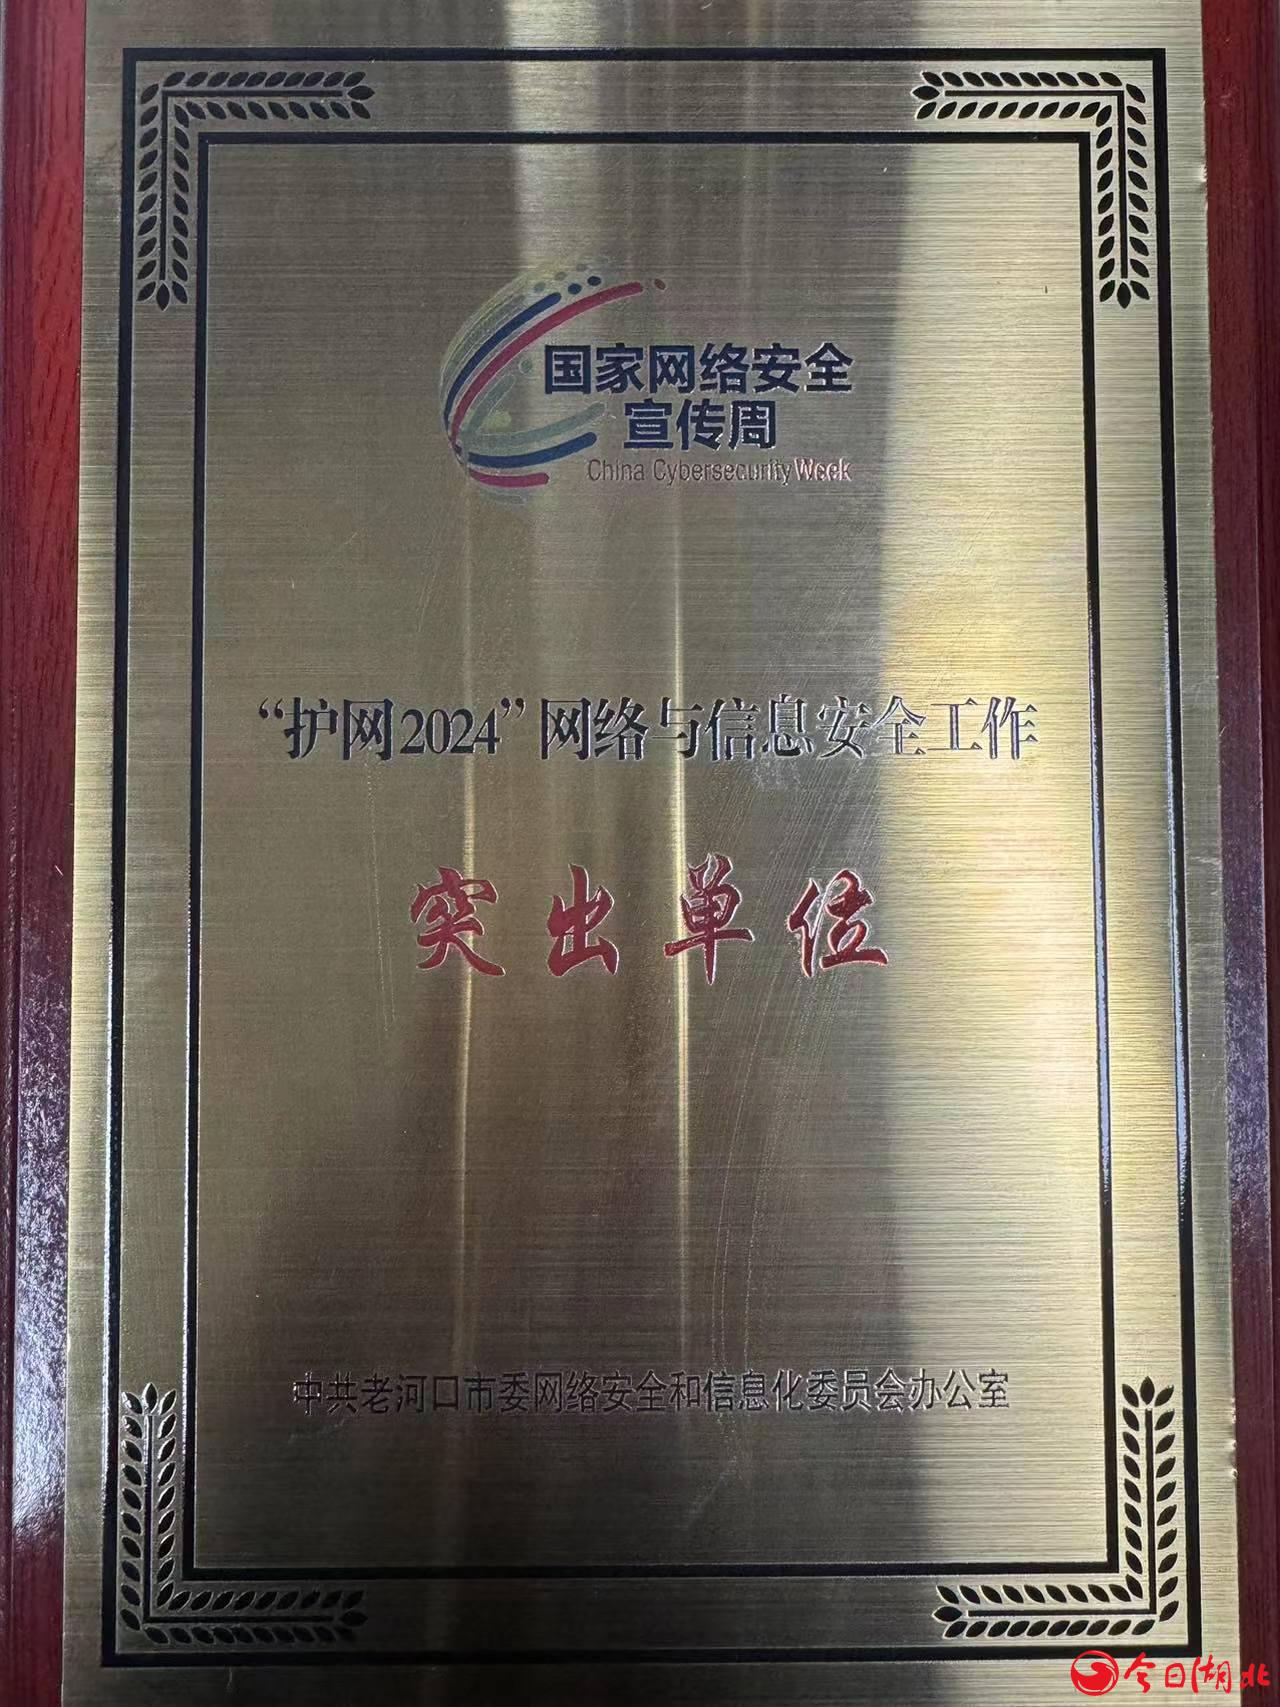 国家网络安全
宣传周
China Cybersecurity Week
“护网2024”网络与信息安全工作
突出单位
中共老河口市委网络安全和信息化委员会办公室
今日湖北